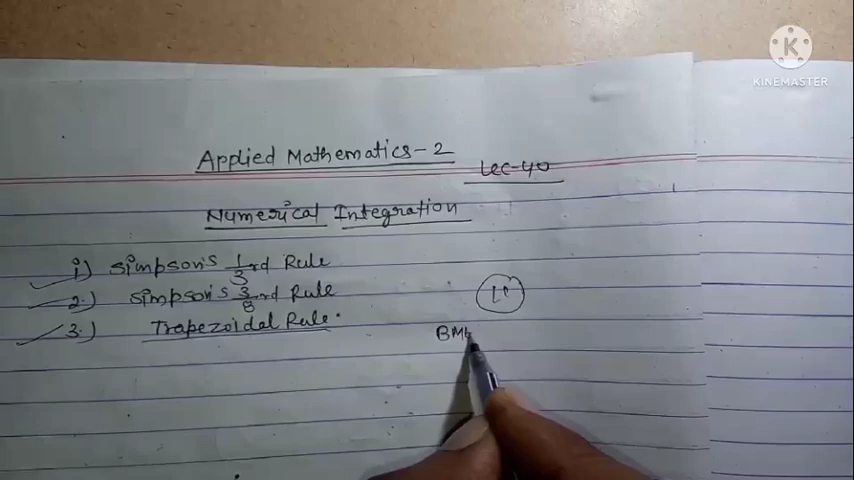 KINEMASTER
Applied Mathematics-2
Lec-40
Numerical Integration
i) Simpson's 1/3rd Rule
2.) Simpson's 3/8rd Rule
3.) Trapezoidal Rule.